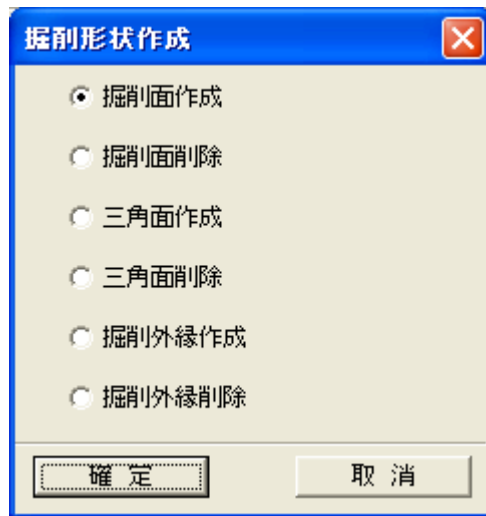 掘削形状作成
掘削面作成
掘削面削除
三角面作成
三角面削除
掘削外縁作成
掘削外縁削除
確 定
取 消